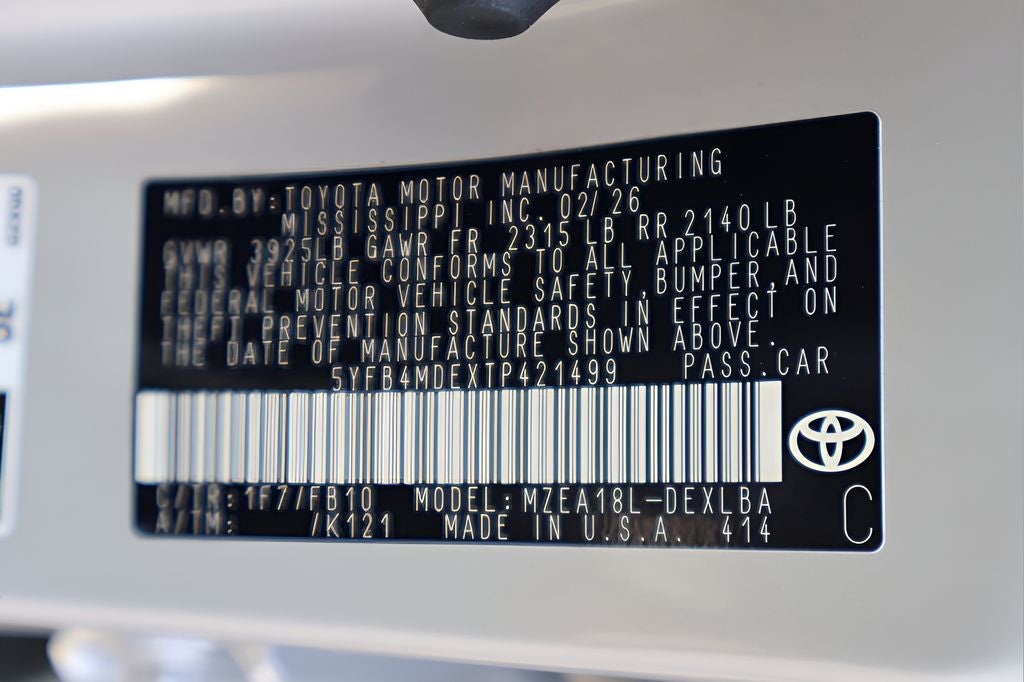 MFD.BY:TOYOTA MOTOR MANUFACTURING
MISSISSIPPI INC. 02/26
GVWR 3925LB GAWR FR 2315 LB RR 2140 LB
THIS VEHICLE CONFORMS TO ALL APPLICABLE
FEDERAL MOTOR VEHICLE SAFETY,BUMPER,AND
THEFT PREVENTION STANDARDS IN EFFECT ON
THE DATE OF MANUFACTURE SHOWN ABOVE.
5YFB4MDEXTP421499 PASS.CAR
C/TR:1F7/FB10 MODEL:MZEA18L-DEXLBA
A/TM: /K121 MADE IN U.S.A. 414
C